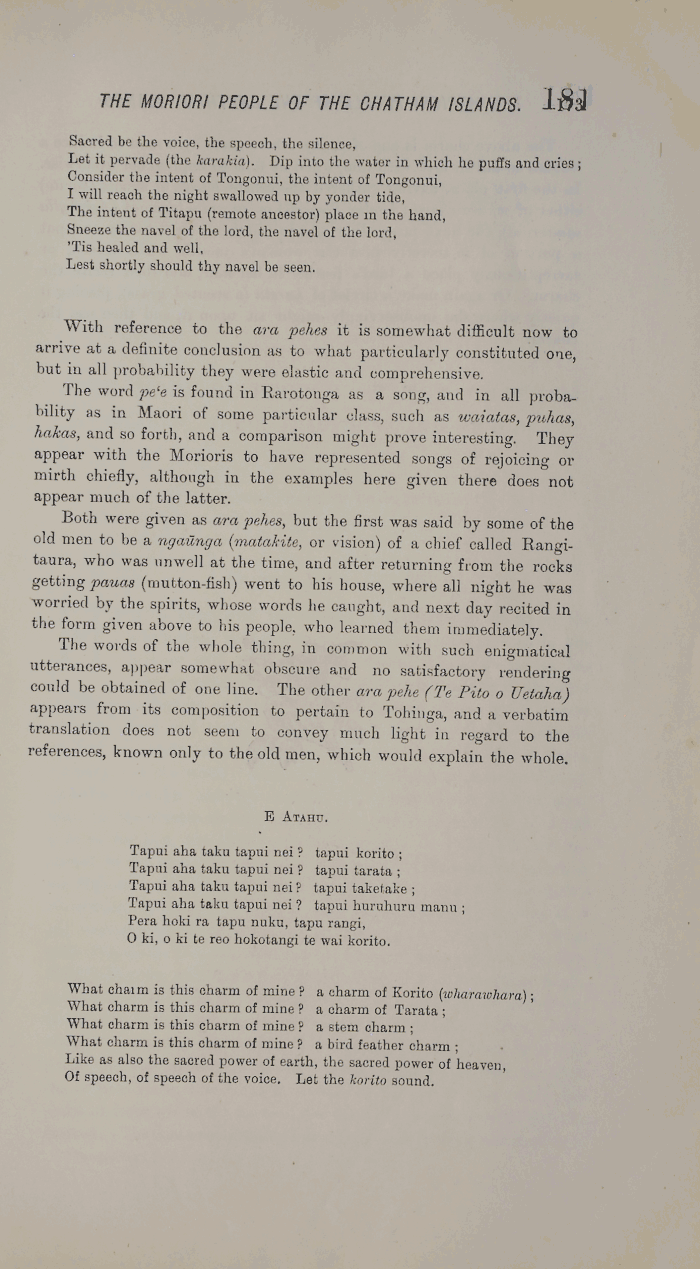 THE MORIORI PEOPLE OF THE CHATHAM ISLANDS. 181
Sacred be the voice, the speech, the silence,
Let it pervade (the karakia). Dip into the water in which he puffs and cries;
Consider the intent of Tongonui, the intent of Tongonui,
I will reach the night swallowed up by yonder tide,
The intent of Titapu (remote ancestor) place in the hand,
Sneeze the navel of the lord, the navel of the lord,
'Tis healed and well,
Lest shortly should thy navel be seen.
With reference to the ara pehes it is somewhat difficult now to
arrive at a definite conclusion as to what particularly constituted one,
but in all probability they were elastic and comprehensive.
The word pe‘e is found in Rarotonga as a song, and in all proba-
bility as in Maori of some particular class, such as waiatas, puhas,
hakas, and so forth, and a comparison might prove interesting. They
appear with the Morioris to have represented songs of rejoicing or
mirth chiefly, although in the examples here given there does not
appear much of the latter.
Both were given as ara pehes, but the first was said by some of the
old men to be a ngaūnga (matakite, or vision) of a chief called Rangi-
taura, who was unwell at the time, and after returning from the rocks
getting pauas (mutton-fish) went to his house, where all night he was
worried by the spirits, whose words he caught, and next day recited in
the form given above to his people, who learned them immediately.
The words of the whole thing, in common with such enigmatical
utterances, appear somewhat obscure and no satisfactory rendering
could be obtained of one line. The other ara pehe (Te Pito o Uetaha)
appears from its composition to pertain to Tohinga, and a verbatim
translation does not seem to convey much light in regard to the
references, known only to the old men, which would explain the whole.
E ATAHU.
Tapui aha taku tapui nei? tapui korito;
Tapui aha taku tapui nei? tapui tarata;
Tapui aha taku tapui nei? tapui taketake;
Tapui aha taku tapui nei? tapui huruhuru manu;
Pera hoki ra tapu nuku, tapu rangi,
O ki, o ki te reo hokotangi te wai korito.
What charm is this charm of mine? a charm of Korito (wharawhara);
What charm is this charm of mine? a charm of Tarata;
What charm is this charm of mine? a stem charm;
What charm is this charm of mine? a bird feather charm;
Like as also the sacred power of earth, the sacred power of heaven,
Of speech, of speech of the voice. Let the korito sound.